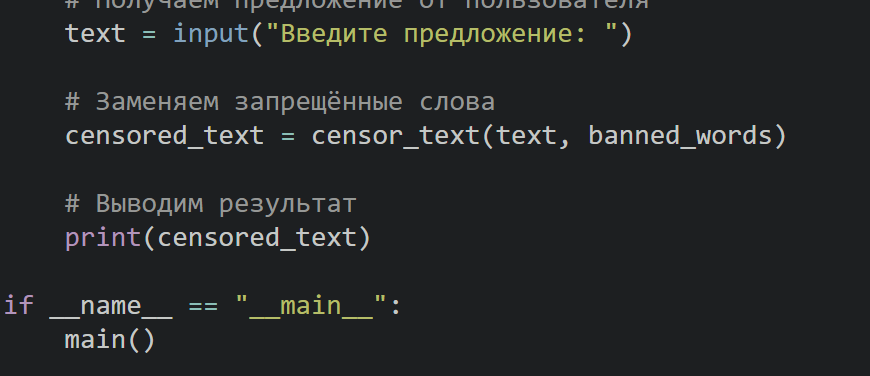 # Получаем предложение от пользователя
text = input("Введите предложение: ")
# Заменяем запрещённые слова
censored_text = censor_text(text, banned_words)
# Выводим результат
print(censored_text)
if __name__ == "__main__":
main()